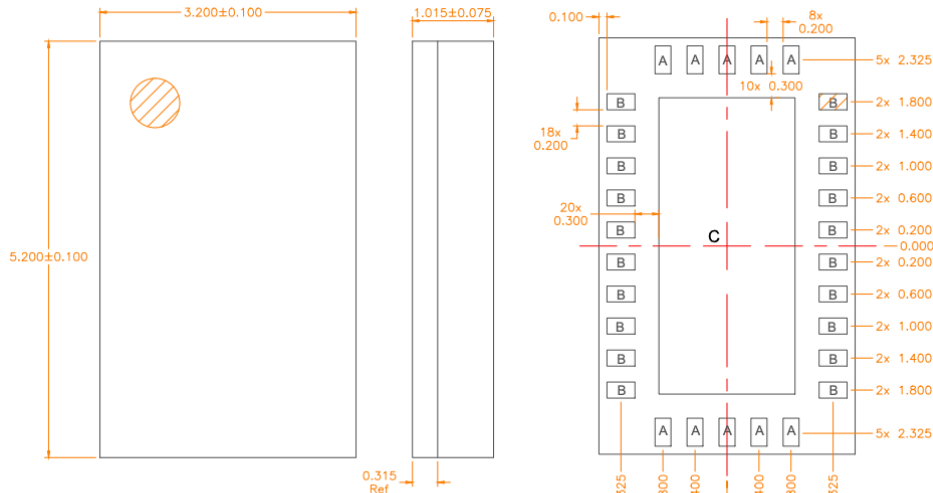 3.200±0.100
1.015±0.075
0.100
8x
0.200
A A A A A
5x 2.325
10x 0.300
B
B
2x 1.800
18x
0.200
B
B
2x 1.400
B
B
2x 1.000
B
B
2x 0.600
20x
0.300
B
B
2x 0.200
5.200±0.100
C
0.000
B
B
2x 0.200
B
B
2x 0.600
B
B
2x 1.000
B
B
2x 1.400
B
B
2x 1.800
A A A A A
5x 2.325
0.315
Ref